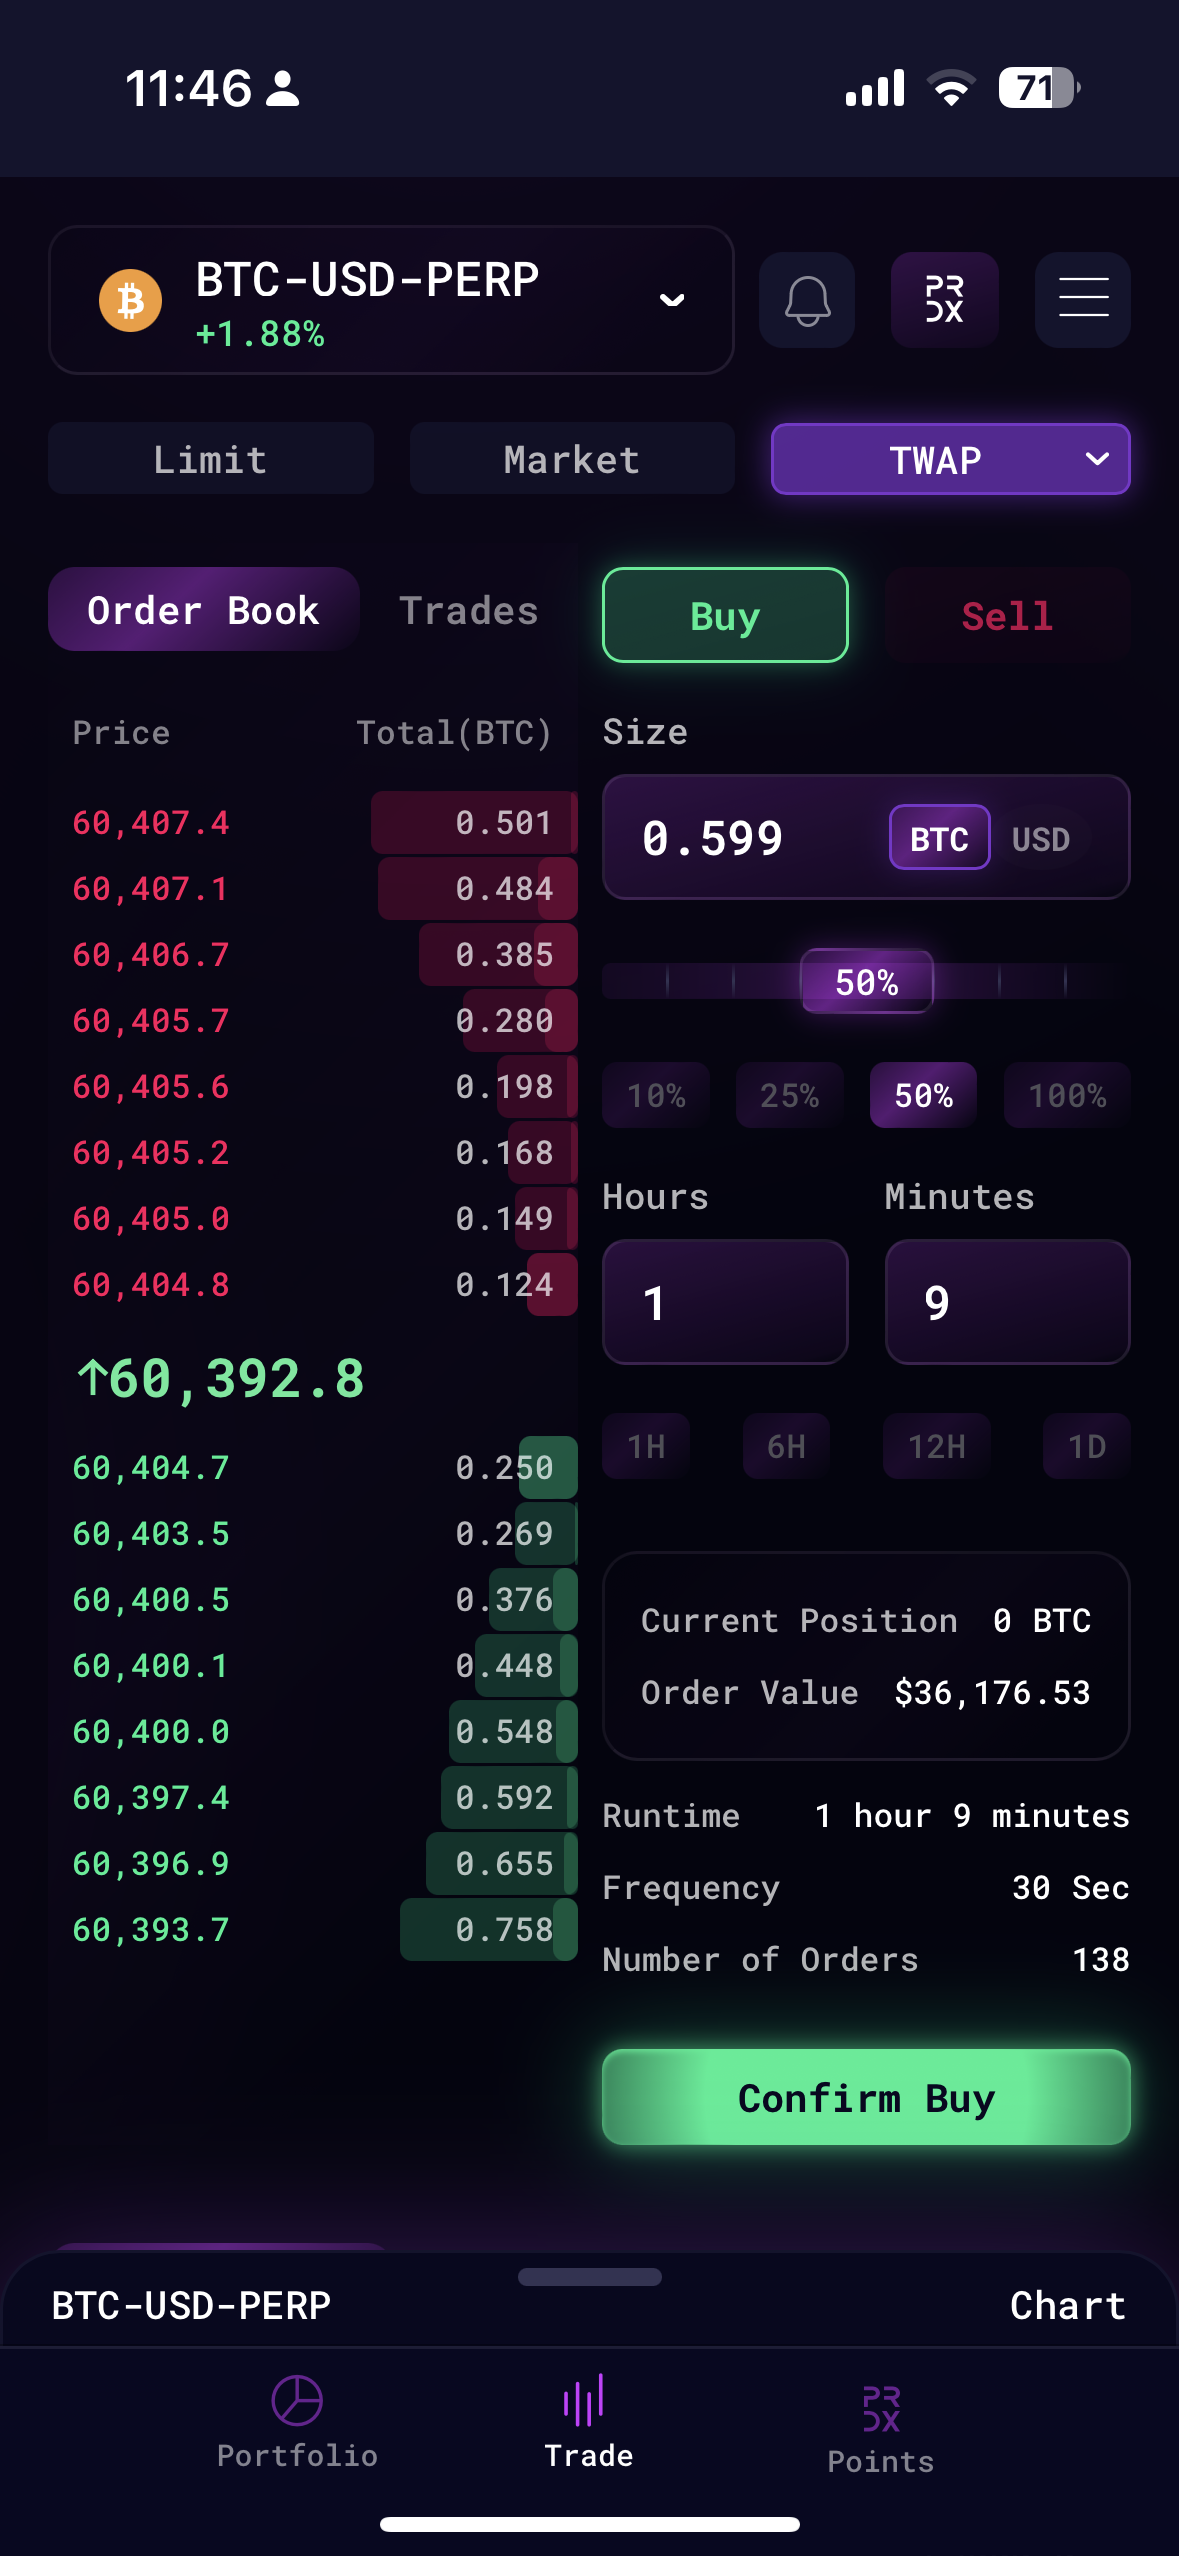 11:46
71
BTC-USD-PERP
+1.88%
PRDX
Limit
Market
TWAP
Order Book
Trades
Buy
Sell
Price
Total(BTC)
60,407.4 0.501
60,407.1 0.484
60,406.7 0.385
60,405.7 0.280
60,405.6 0.198
60,405.2 0.168
60,405.0 0.149
60,404.8 0.124
↑60,392.8
60,404.7 0.250
60,403.5 0.269
60,400.5 0.376
60,400.1 0.448
60,400.0 0.548
60,397.4 0.592
60,396.9 0.655
60,393.7 0.758
Size
0.599 BTC USD
50%
10% 25% 50% 100%
Hours Minutes
1 9
1H 6H 12H 1D
Current Position 0 BTC
Order Value $36,176.53
Runtime 1 hour 9 minutes
Frequency 30 Sec
Number of Orders 138
Confirm Buy
BTC-USD-PERP Chart
PRDX
Portfolio Trade Points